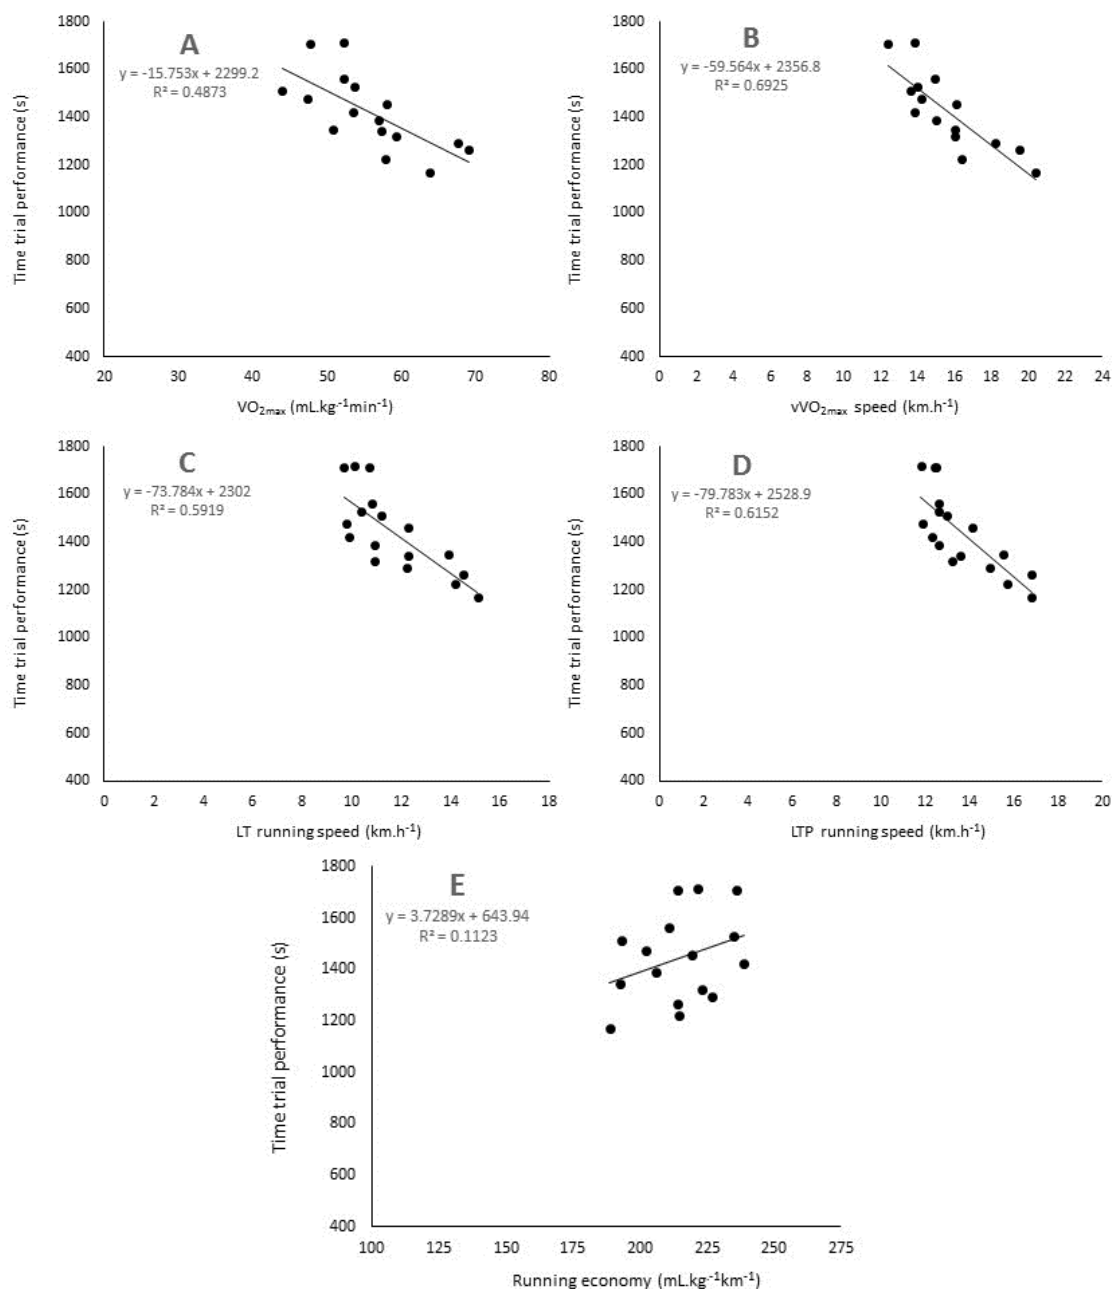 A
y = -15.753x + 2299.2
R² = 0.4873
Time trial performance (s)
1800
1600
1400
1200
1000
800
600
400
20 30 40 50 60 70 80
VO₂max (mL.kg⁻¹min⁻¹)
B
y = -59.564x + 2356.8
R² = 0.6925
Time trial performance (s)
1800
1600
1400
1200
1000
800
600
400
0 2 4 6 8 10 12 14 16 18 20 22 24
vVO₂max speed (km.h⁻¹)
C
y = -73.784x + 2302
R² = 0.5919
Time trial performance (s)
1800
1600
1400
1200
1000
800
600
400
0 2 4 6 8 10 12 14 16 18
LT running speed (km.h⁻¹)
D
y = -79.783x + 2528.9
R² = 0.6152
Time trial performance (s)
1800
1600
1400
1200
1000
800
600
400
0 2 4 6 8 10 12 14 16 18 20
LTP running speed (km.h⁻¹)
E
y = 3.7289x + 643.94
R² = 0.1123
Time trial performance (s)
1800
1600
1400
1200
1000
800
600
400
100 125 150 175 200 225 250 275
Running economy (mL.kg⁻¹km⁻¹)